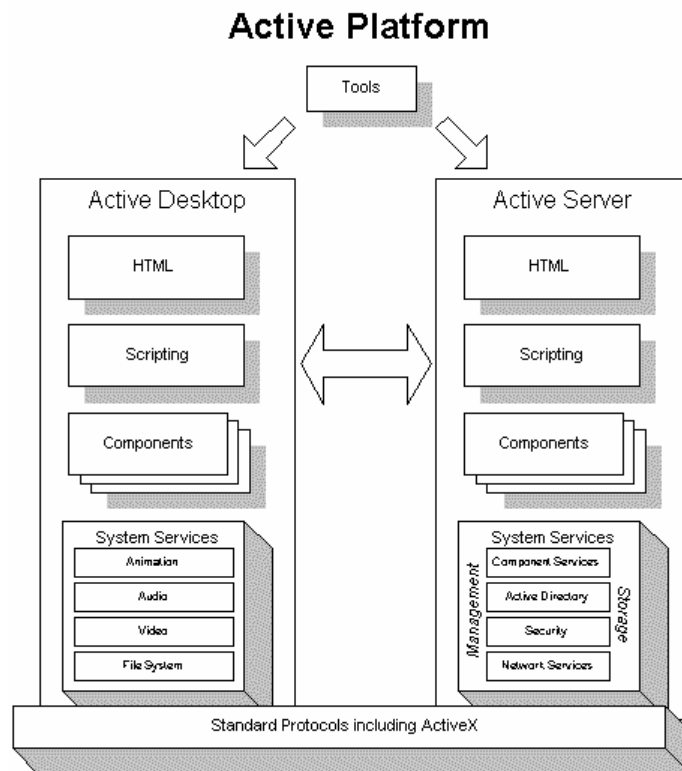 Active Platform
Tools
Active Desktop
HTML
Scripting
Components
System Services
Animation
Audio
Video
File System
Active Server
HTML
Scripting
Components
System Services
Management
Component Services
Active Directory
Security
Network Services
Storage
Standard Protocols including ActiveX